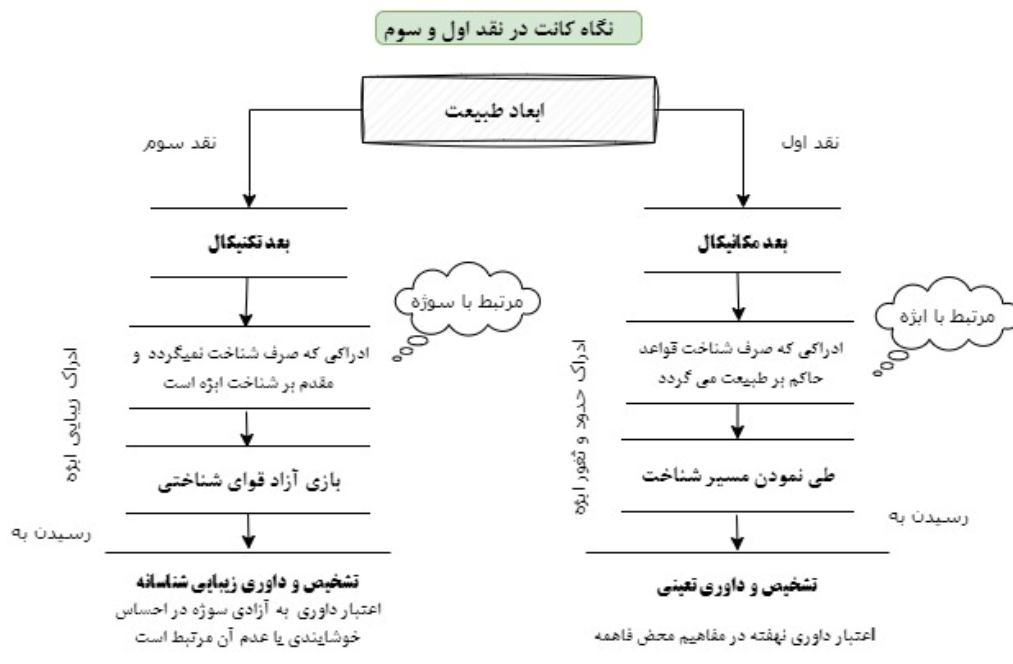 نگاه کانت در نقد اول و سوم
ابعاد طبیعت
نقد اول
نقد سوم
بعد مکانیکال
بعد تکنیکال
مرتبط با ابژه
مرتبط با سوژه
ادراکی که صرف شناخت قواعد
حاکم بر طبیعت می گردد
ادراکی که صرف شناخت نمیگردد و
مقدم بر شناخت ابژه است
ادراک حدود و ثغور ابژه
ادراک زیبایی ابژه
طی نمودن مسیر شناخت
بازی آزاد قوای شناختی
رسیدن به
رسیدن به
تشخیص و داوری تعینی
اعتبار داوری نهفته در مفاهیم محض فاهمه
تشخیص و داوری زیبایی شناسانه
اعتبار داوری به آزادی سوژه در احساس
خوشایندی یا عدم آن مرتبط است